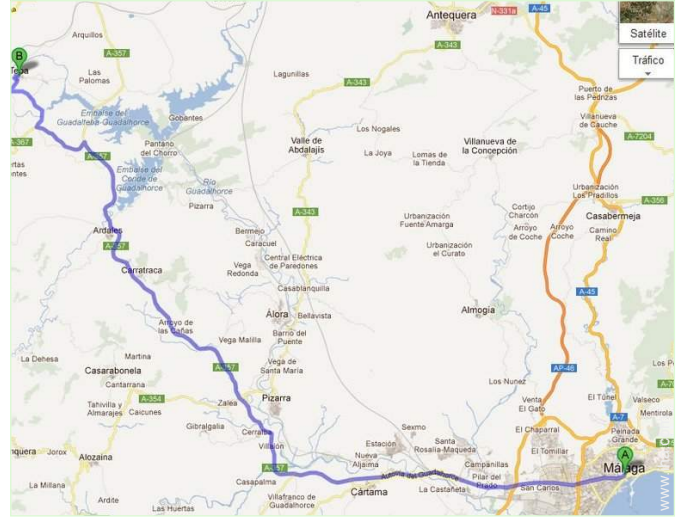 Antequera
N-331a
A-45
Satélite
Tráfico
Arquillos
A-357
A-343
B
Teba
Las
Palomas
Lagunillas
A-343
Puerto de
las Pedrizas
Embalse del
Guadalteba-Guadalhorce
Gobantes
Villanueva
de Cauche
A-7204
Los Nogales
A-367
Pantano
del Chorro
Valle de
Abdalajís
La Joya
Lomas de
la Tienda
Villanueva de
la Concepción
A-357
Embalse del
Conde de
Guadalhorce
Río
Guadalhorce
Urbanización
Los Pradillos
A-356
Pizarra
A-343
Cortijo
Charcón
Casabermeja
Urbanización
Fuente Amarga
Arroyo
de Coche
Arroyo
Coche
Camino
Real
Ardales
A-357
Bermejo
Caracuel
Urbanización
el Curato
Carratraca
Vega
Redonda
Central Eléctrica
de Paredones
Casablanquilla
A-45
Álora
Bellavista
Almogía
Arroyo de
las Cañas
Barrio del
Puente
Vega Malilla
La Dehesa
Martina
Vega de
Santa María
Casarabonela
A-357
AP-46
Cantarrana
Los Nunez
A-354
Pizarra
El Túnel
Valseco
Tahivilla y
Almarajes
Caicunes
Zalea
Venta
El Gato
A-7
Mentirola
Gibralgalia
Cerralba
Sexmo
El Chaparral
Peinada
Grande
Jorox
Alozaina
Villalón
Estación
Santa
Rosalía-Maqueda
El Tomillar
A
Nueva
Aljaima
Campanillas
Málaga
A-357
Autovía del Guadalhorce
Pilar del
Prado
La Millana
Casapalma
Cártama
La Castañeta
San Carlos
Ardite
Villafranco de
Guadalhorce
Las Huertas
www